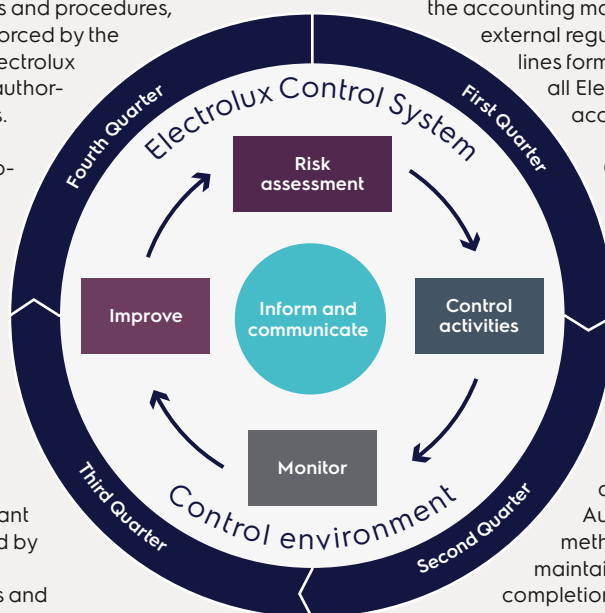 s and procedures,
orced by the
ectrolux
author-
s.
the accounting ma
external regu
lines form
all Ele
acc
Electrolux Control System
Fourth Quarter
First Quarter
Risk
assessment
Improve
Inform and
communicate
Control
activities
Monitor
Control environment
Third Quarter
Second Quarter
ant
d by
s and
Au
meth
maintai
completion